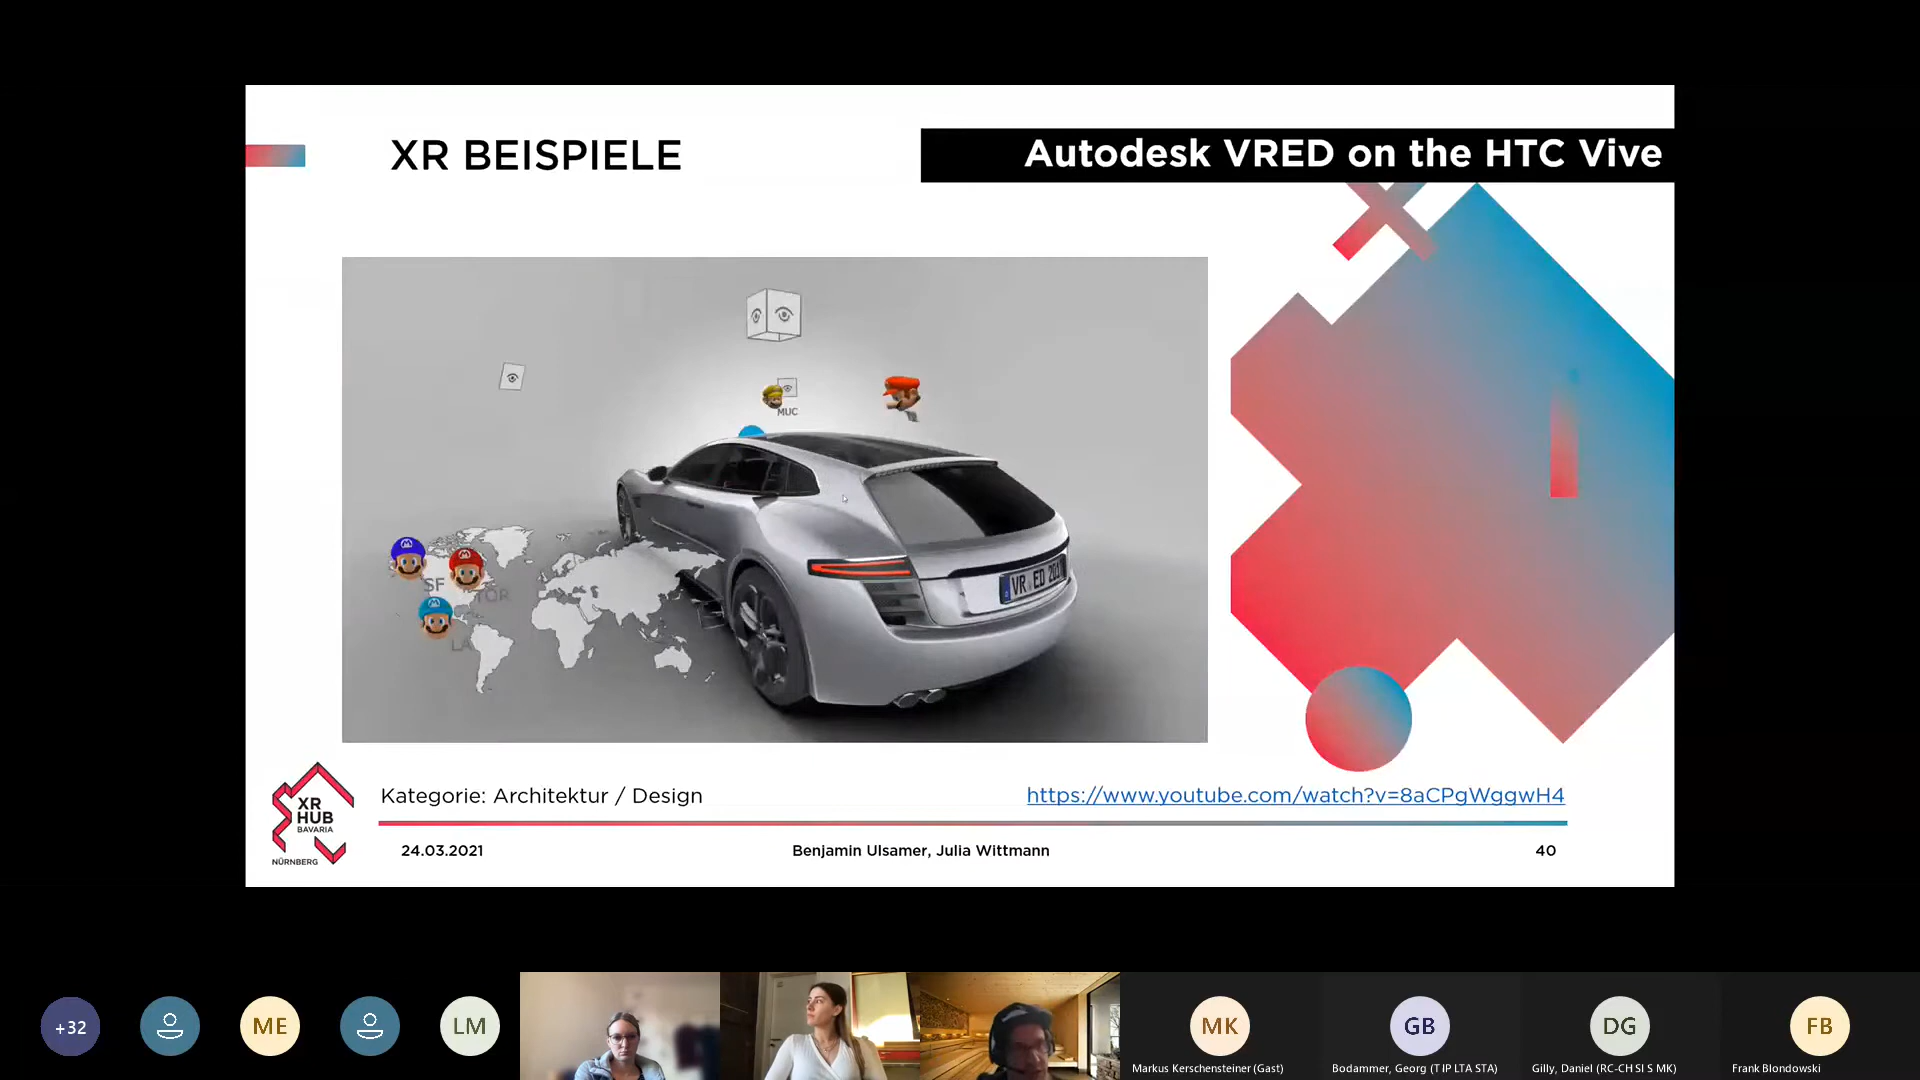 XR BEISPIELE
Autodesk VRED on the HTC Vive
MUC
SF
TOR
LA
VR ED 201
XR
HUB
BAVARIA
NÜRNBERG
Kategorie: Architektur / Design
https://www.youtube.com/watch?v=8aCPgWggwH4
24.03.2021
Benjamin Ulsamer, Julia Wittmann
40
+32
ME
LM
MK
Markus Kerschensteiner (Gast)
GB
Bodammer, Georg (T IP LTA STA)
DG
Gilly, Daniel (RC-CH SI S MK)
FB
Frank Blondowski